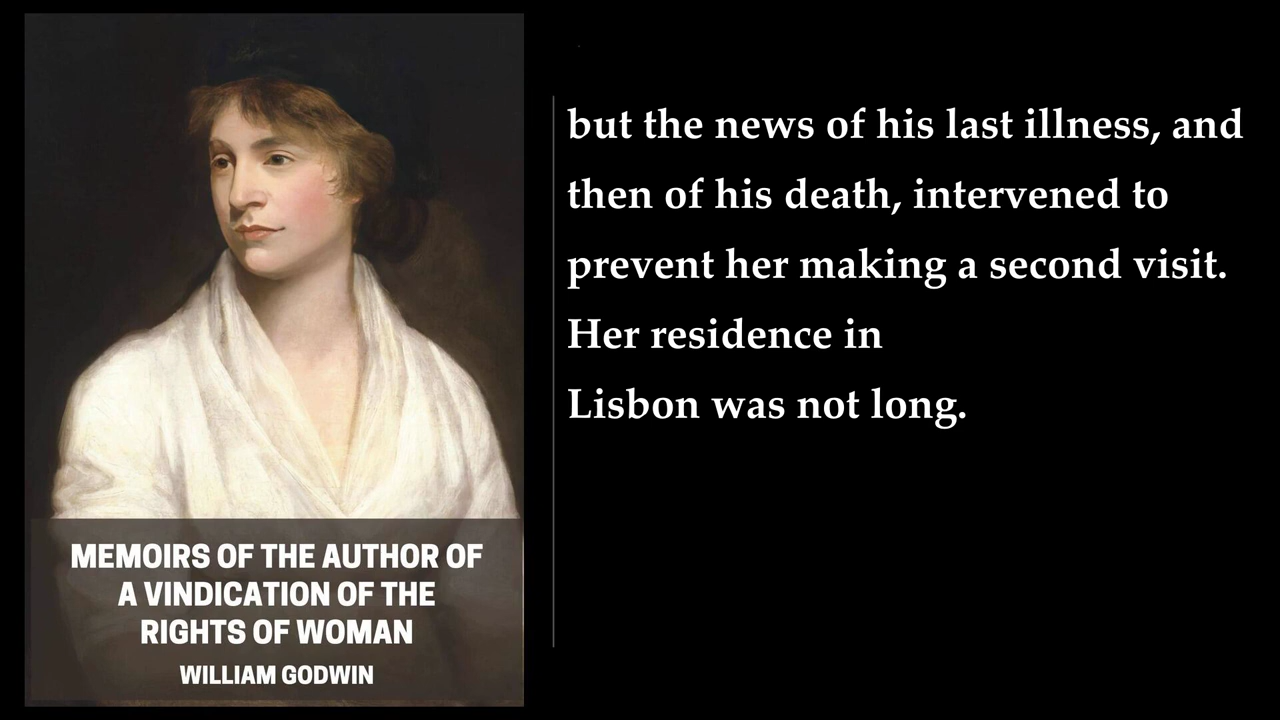 MEMOIRS OF THE AUTHOR OF
A VINDICATION OF THE
RIGHTS OF WOMAN
WILLIAM GODWIN
but the news of his last illness, and
then of his death, intervened to
prevent her making a second visit.
Her residence in
Lisbon was not long.